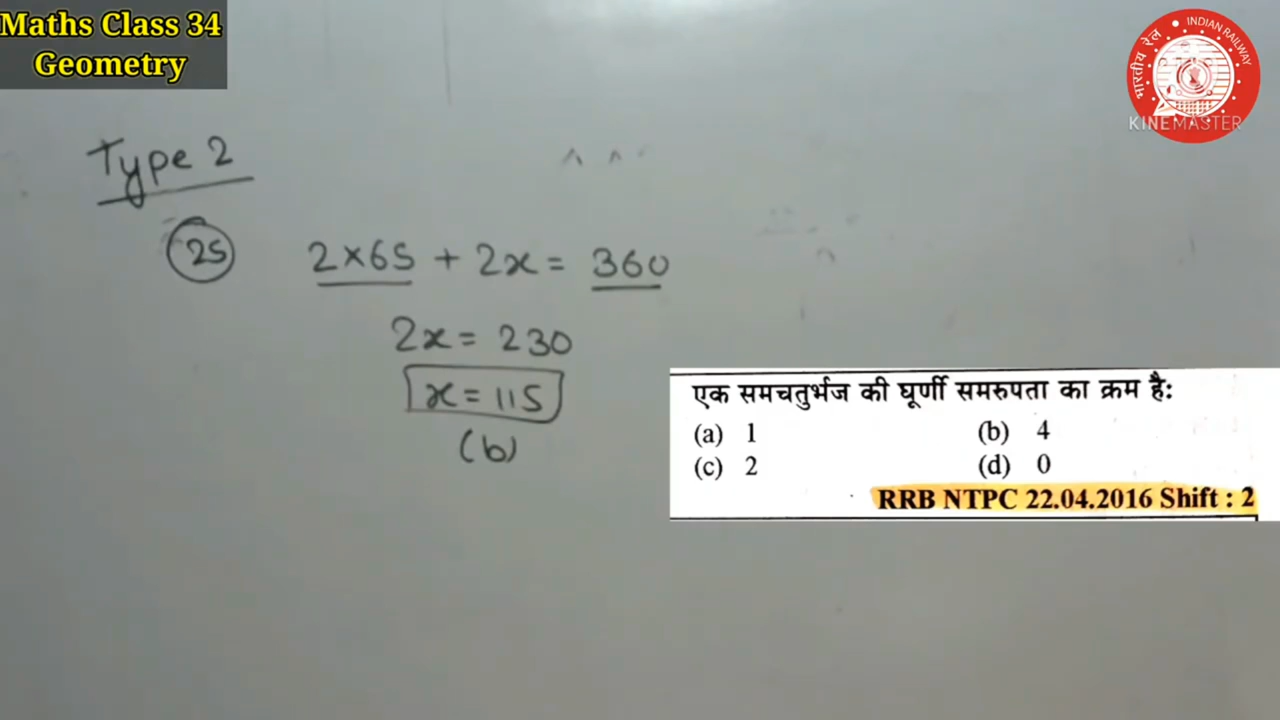 Maths Class 34
Geometry
भारतीय रेल
INDIAN RAILWAY
KINEMASTER
Type 2
25 2×65 + 2x = 360
2x = 230
x = 115
(b)
एक समचतुर्भज की घूर्णी समरुपता का क्रम है:
(a) 1 (b) 4
(c) 2 (d) 0
RRB NTPC 22.04.2016 Shift : 2